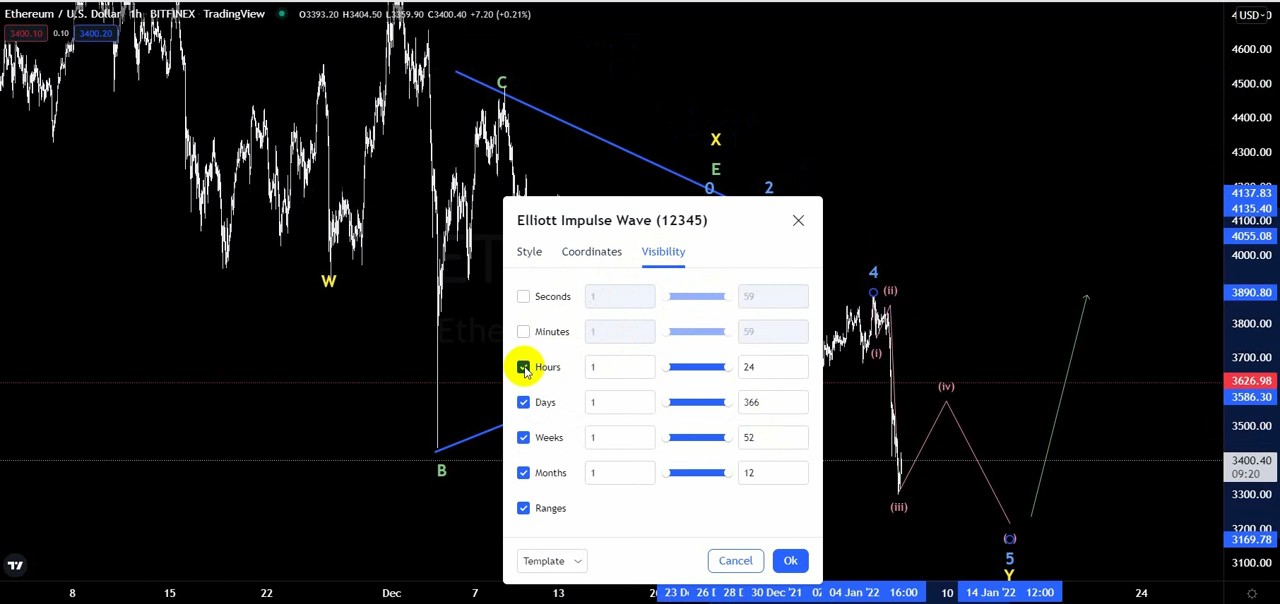 Ethereum / U.S. Dollar 1h BITFINEX TradingView O3393.20 H3404.50 L3359.90 C3400.40 +7.20 (+0.21%)
USD
3400.10 0.10 3400.20
4600.00
4500.00
4400.00
4300.00
4137.83
4135.40
4100.00
4055.08
4000.00
3890.80
3800.00
3700.00
3626.98
3586.30
3500.00
3400.40
09:20
3300.00
3200.00
3169.78
3100.00
C
X
E
0 2
W
B
4
(ii)
(i)
(iv)
(iii)
5
Y
Elliott Impulse Wave (12345)
Style Coordinates Visibility
Seconds 1 59
Minutes 1 59
Hours 1 24
Days 1 366
Weeks 1 52
Months 1 12
Ranges
Template Cancel Ok
8 15 22 Dec 7 13 30 Dec '21 04 Jan '22 16:00 10 14 Jan '22 12:00 24